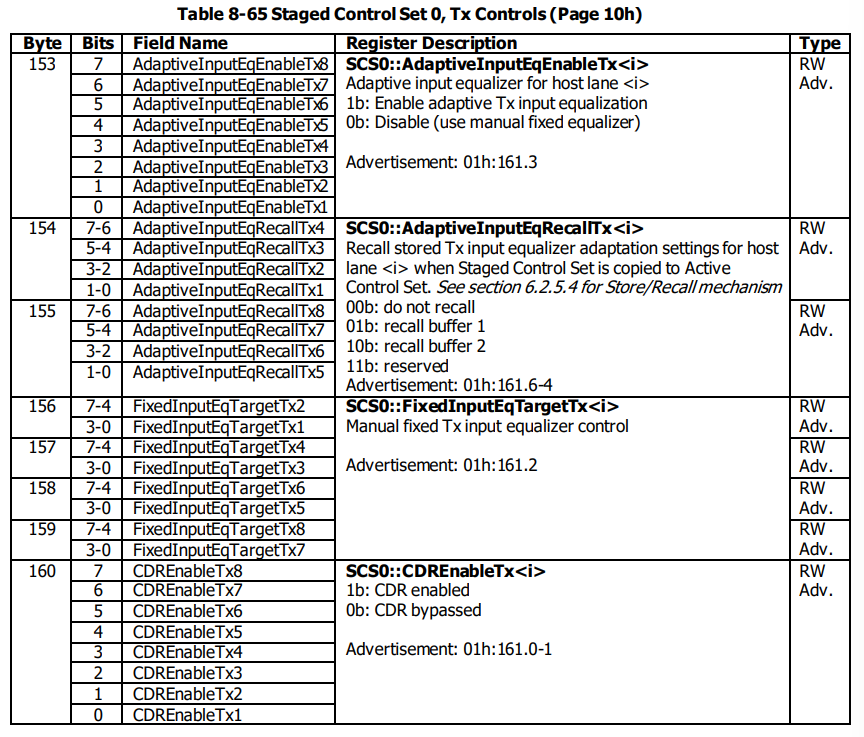 Table 8-65 Staged Control Set 0, Tx Controls (Page 10h)
Byte Bits Field Name Register Description Type
153 7 AdaptiveInputEqEnableTx8 SCS0::AdaptiveInputEqEnableTx<i> RW
6 AdaptiveInputEqEnableTx7 Adaptive input equalizer for host lane <i> Adv.
5 AdaptiveInputEqEnableTx6 1b: Enable adaptive Tx input equalization
4 AdaptiveInputEqEnableTx5 0b: Disable (use manual fixed equalizer)
3 AdaptiveInputEqEnableTx4
2 AdaptiveInputEqEnableTx3 Advertisement: 01h:161.3
1 AdaptiveInputEqEnableTx2
0 AdaptiveInputEqEnableTx1
154 7-6 AdaptiveInputEqRecallTx4 SCS0::AdaptiveInputEqRecallTx<i> RW
5-4 AdaptiveInputEqRecallTx3 Recall stored Tx input equalizer adaptation settings for host Adv.
3-2 AdaptiveInputEqRecallTx2 lane <i> when Staged Control Set is copied to Active
1-0 AdaptiveInputEqRecallTx1 Control Set. See section 6.2.5.4 for Store/Recall mechanism
155 7-6 AdaptiveInputEqRecallTx8 00b: do not recall RW
5-4 AdaptiveInputEqRecallTx7 01b: recall buffer 1 Adv.
3-2 AdaptiveInputEqRecallTx6 10b: recall buffer 2
1-0 AdaptiveInputEqRecallTx5 11b: reserved
Advertisement: 01h:161.6-4
156 7-4 FixedInputEqTargetTx2 SCS0::FixedInputEqTargetTx<i> RW
3-0 FixedInputEqTargetTx1 Manual fixed Tx input equalizer control Adv.
157 7-4 FixedInputEqTargetTx4 RW
3-0 FixedInputEqTargetTx3 Advertisement: 01h:161.2 Adv.
158 7-4 FixedInputEqTargetTx6 RW
3-0 FixedInputEqTargetTx5 Adv.
159 7-4 FixedInputEqTargetTx8 RW
3-0 FixedInputEqTargetTx7 Adv.
160 7 CDREnableTx8 SCS0::CDREnableTx<i> RW
6 CDREnableTx7 1b: CDR enabled Adv.
5 CDREnableTx6 0b: CDR bypassed
4 CDREnableTx5
3 CDREnableTx4 Advertisement: 01h:161.0-1
2 CDREnableTx3
1 CDREnableTx2
0 CDREnableTx1